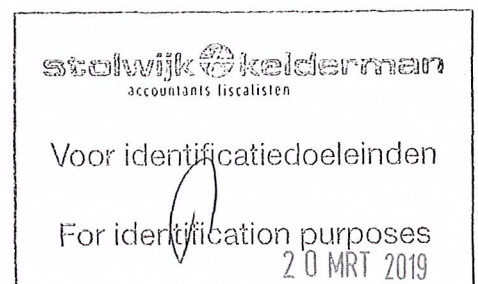 stolwijk kelderman
accountants fiscalisten
Voor identificatiedoeleinden
For identification purposes
20 MRT 2019